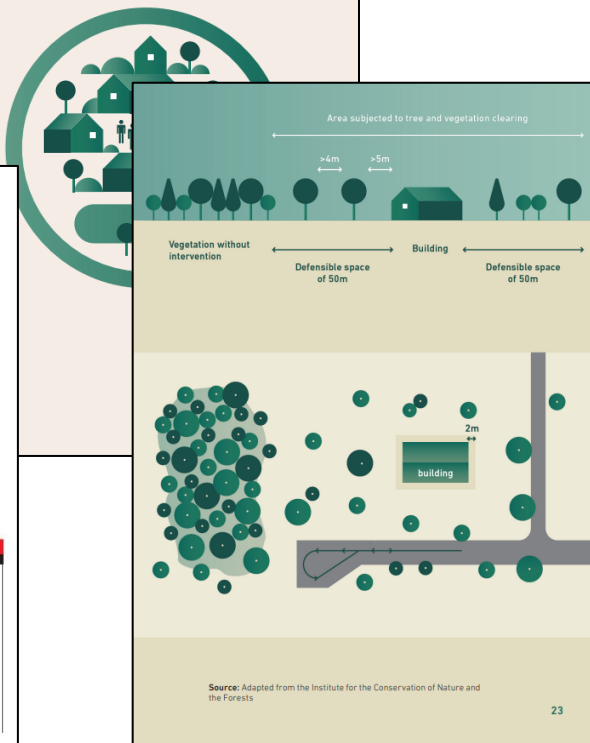 Area subjected to tree and vegetation clearing
>4m
>5m
Vegetation without
intervention
Building
Defensible space
of 50m
Defensible space
of 50m
2m
building
Source: Adapted from the Institute for the Conservation of Nature and
the Forests
23